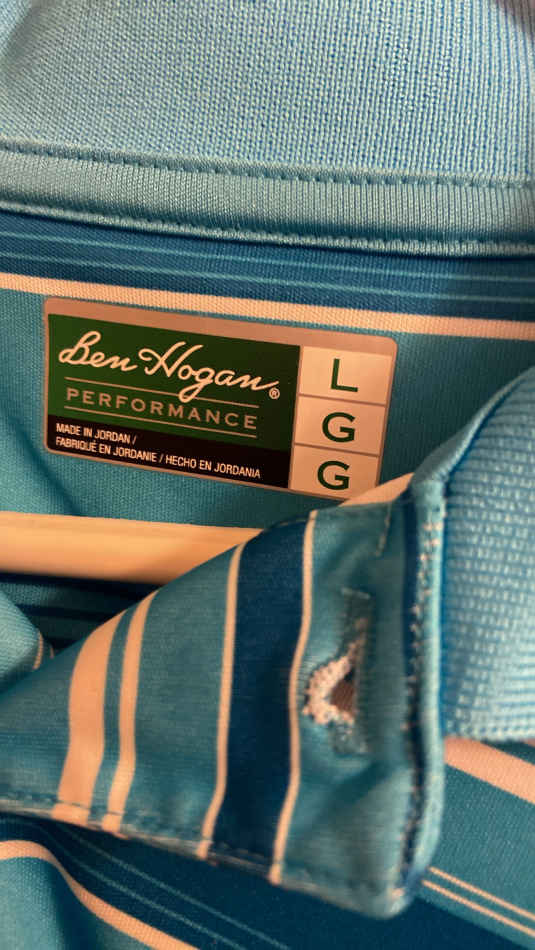 Ben Hogan®
PERFORMANCE
MADE IN JORDAN /
FABRIQUÉ EN JORDANIE / HECHO EN JORDANIA
L
G
G